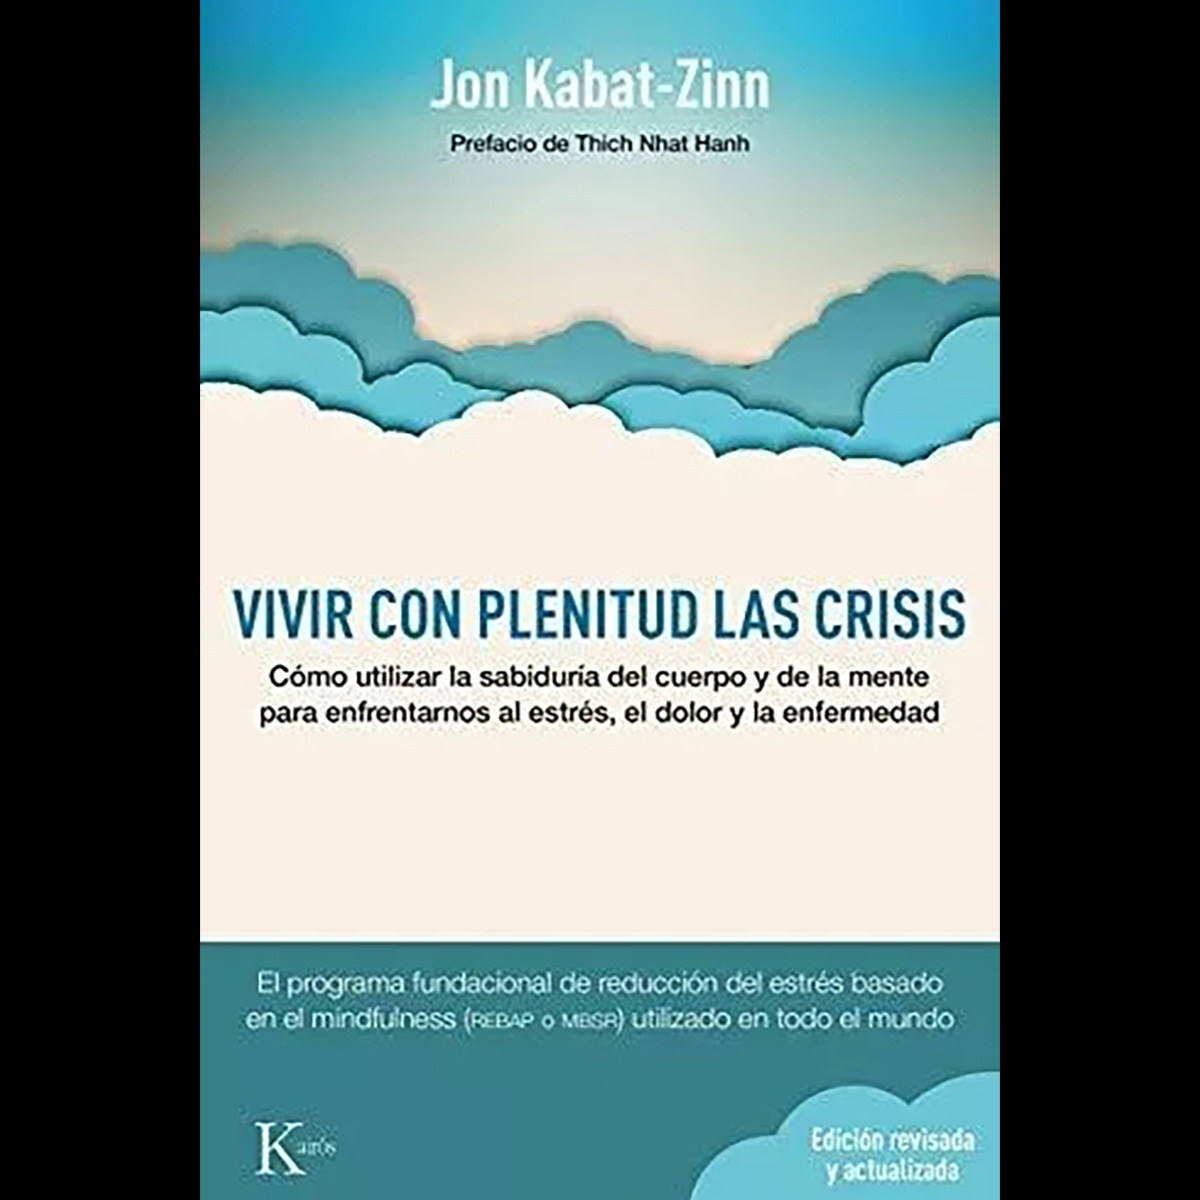 Jon Kabat-Zinn
Prefacio de Thich Nhat Hanh
VIVIR CON PLENITUD LAS CRISIS
Cómo utilizar la sabiduría del cuerpo y de la mente
para enfrentarnos al estrés, el dolor y la enfermedad
El programa fundacional de reducción del estrés basado
en el mindfulness (REBAP o MBSR) utilizado en todo el mundo
Kairós
Edición revisada
y actualizada